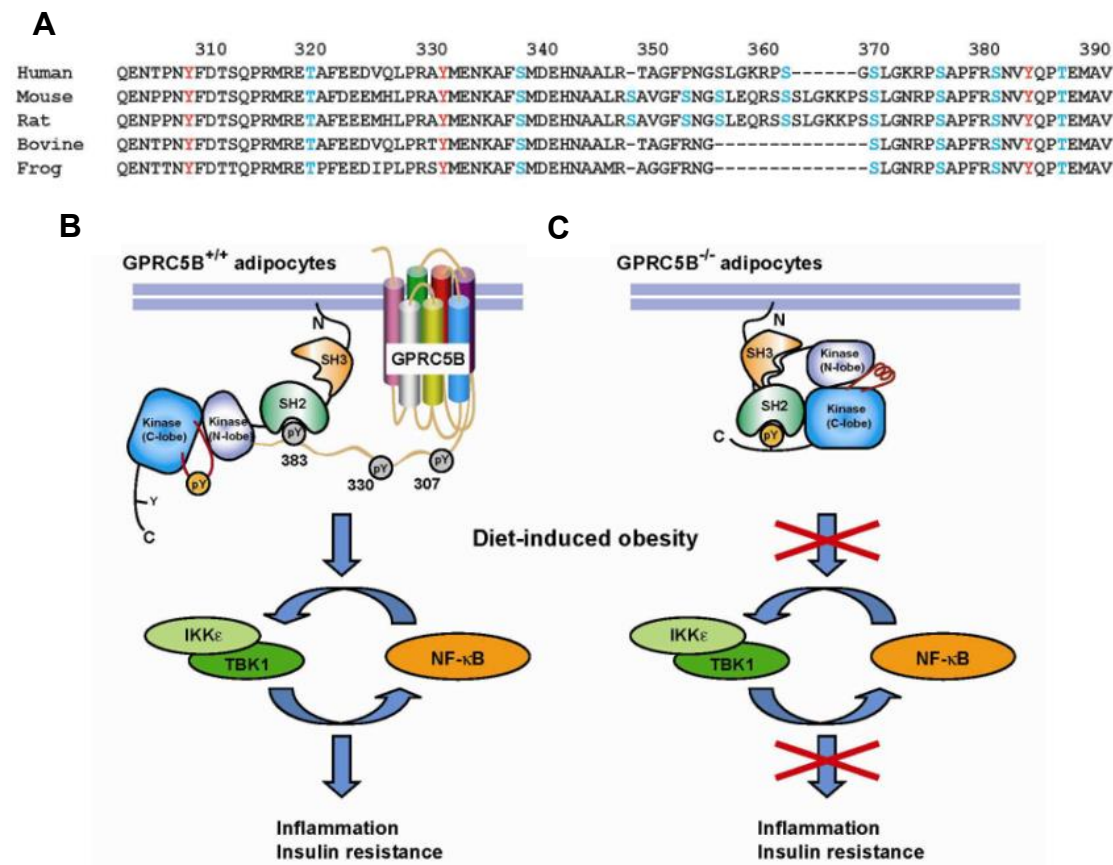 A
310 320 330 340 350 360 370 380 390
Human QENTPNYFDTSQPRMRETAFEEDVQLPRAYMENKAFSMDEHNAALR-TAGFPNGSLGKRPS------GSLGKRPSAPFRSNVYQPTEMAV
Mouse QENPPNYFDTSQPRMRETAFDEEMHLPRAYMENKAFSMDEHNAALRSAVGFSNGSLEQRSSSLGKKPSSLGNRPSAPFRSNVYQPTEMAV
Rat QENPPNYFDTSQPRMRETAFEEEMHLPRAYMENKAFSMDEHNAALRSAVGFSNGSLEQRSSSLGKKPSSLGNRPSAPFRSNVYQPTEMAV
Bovine QENTPNYFDTSQPRMRETAFEEDVQLPRTYMENKAFSMDEHNAALR-TAGFRNG--------------SLGNRPSAPFRSNVYQPTEMAV
Frog QENTTNYFDTTQPRMRETPFEEDIPLPRSYMENKAFSMDEHNAAMR-AGGFRNG--------------SLGNRPSAPFRSNVYQPTEMAV
B
C
GPRC5B+/+ adipocytes
GPRC5B-/- adipocytes
N
SH3
GPRC5B
SH2
Kinase
(C-lobe)
Kinase
(N-lobe)
pY
383
pY
330
pY
307
pY
Y
C
N
SH3
Kinase
(N-lobe)
SH2
Kinase
(C-lobe)
C
pY
Diet-induced obesity
IKKε
TBK1
NF-κB
IKKε
TBK1
NF-κB
Inflammation
Insulin resistance
Inflammation
Insulin resistance